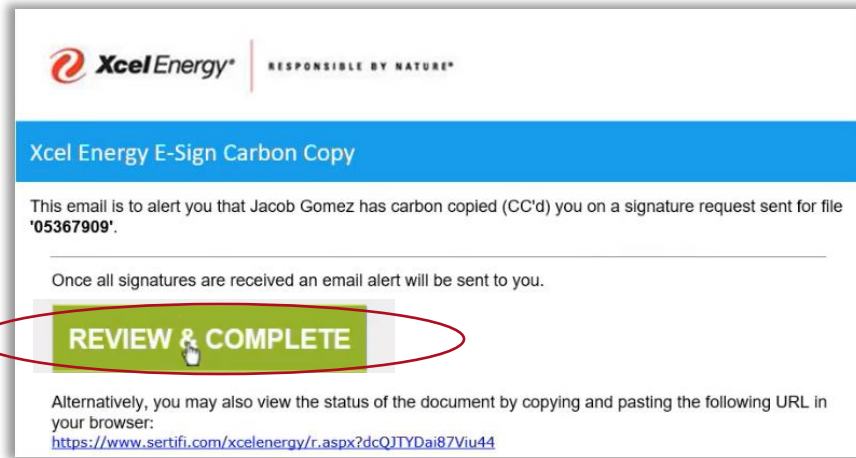 Xcel Energy® RESPONSIBLE BY NATURE®
Xcel Energy E-Sign Carbon Copy
This email is to alert you that Jacob Gomez has carbon copied (CC'd) you on a signature request sent for file
'05367909'.
Once all signatures are received an email alert will be sent to you.
REVIEW & COMPLETE
Alternatively, you may also view the status of the document by copying and pasting the following URL in
your browser:
https://www.sertifi.com/xcelenergy/r.aspx?dcQJTYDai87Viu44